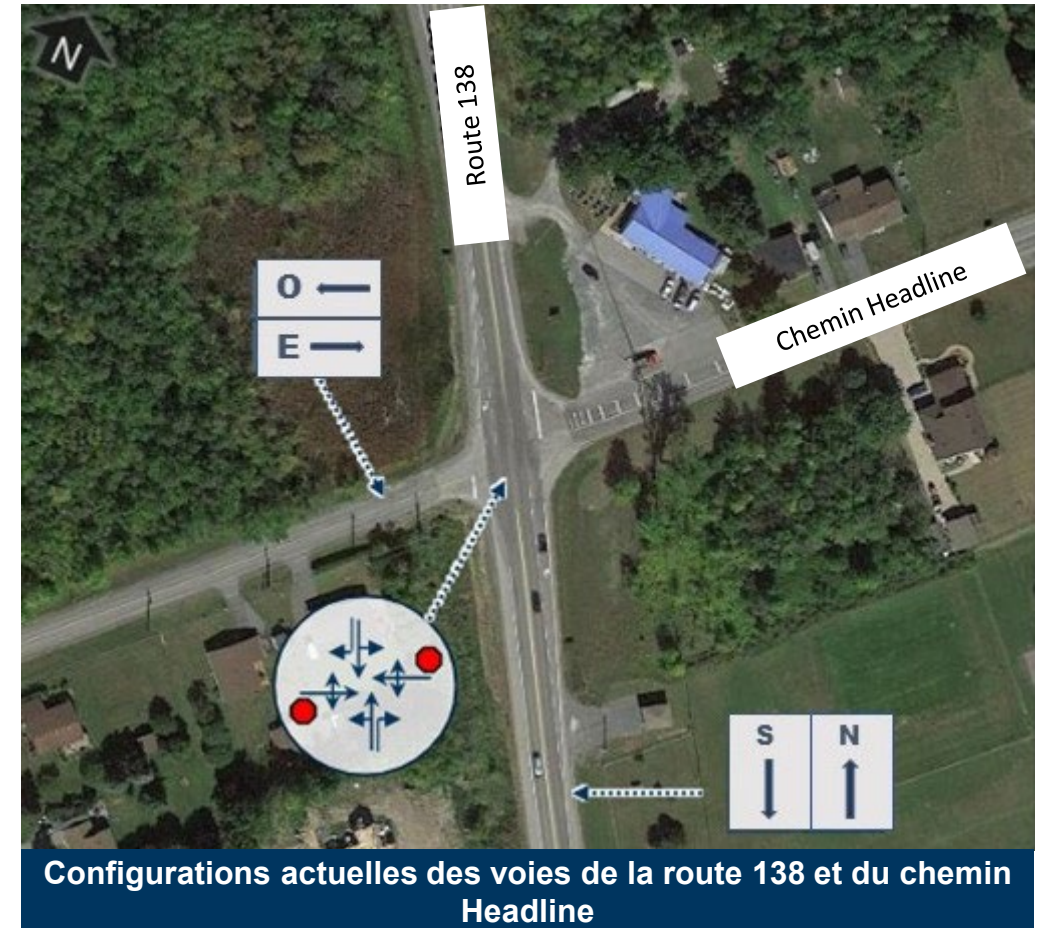 N
Route 138
O
E
Chemin Headline
S N
Configurations actuelles des voies de la route 138 et du chemin
Headline